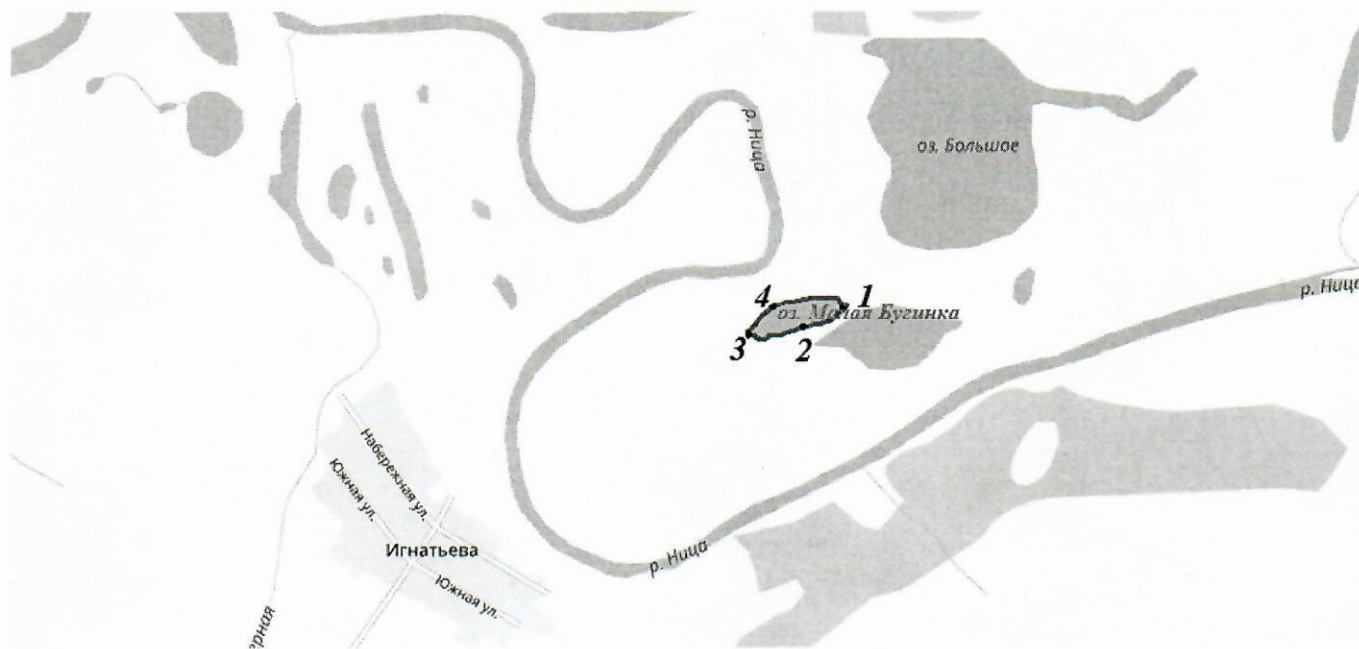 р. Ница
оз. Большое
р. Ница
4
1
оз. Малая Бугинка
3
2
Набережная ул.
Южная ул.
Игнатьева
р. Ница
Южная ул.
ерная